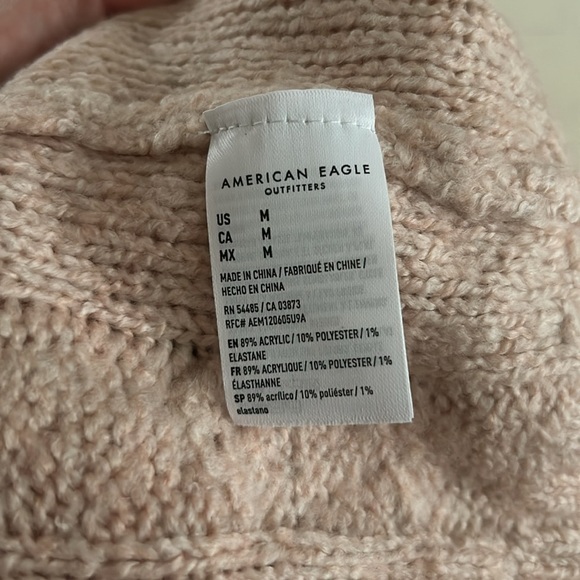 AMERICAN EAGLE
OUTFITTERS
US M
CA M
MX M
MADE IN CHINA / FABRIQUÉ EN CHINE /
HECHO EN CHINA
RN 54485 / CA 03873
RFC# AEM120605U9A
EN 89% ACRYLIC / 10% POLYESTER / 1%
ELASTANE
FR 89% ACRYLIQUE / 10% POLYESTER / 1%
ÉLASTHANNE
SP 89% acrílico / 10% poliéster / 1%
elastano